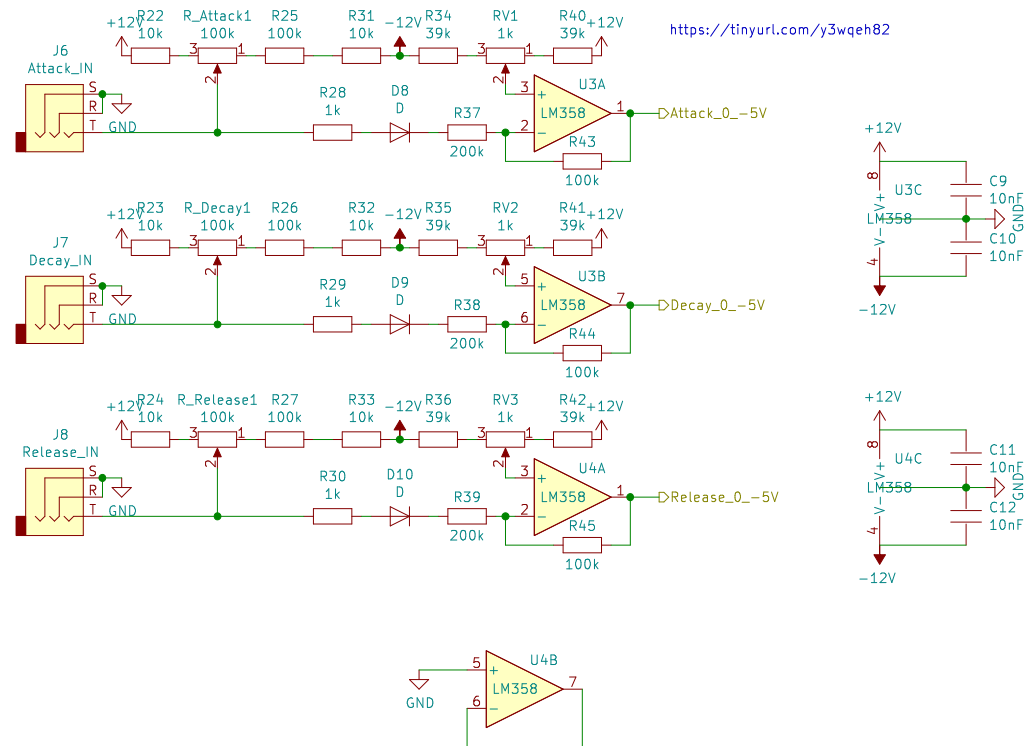 https://tinyurl.com/y3wqeh82
+12V R22 10k
R_Attack1 100k
3 1 2
R25 100k
R31 10k
-12V
R34 39k
RV1 1k
3 1 2
R40 39k
+12V
J6
Attack_IN
S
R
T
GND
R28 1k
D8 D
R37 200k
U3A
LM358
3 + 2 - 1
R43 100k
Attack_0_-5V
+12V R23 10k
R_Decay1 100k
3 1 2
R26 100k
R32 10k
-12V
R35 39k
RV2 1k
3 1 2
R41 39k
+12V
J7
Decay_IN
S
R
T
GND
R29 1k
D9 D
R38 200k
U3B
LM358
5 + 6 - 7
R44 100k
Decay_0_-5V
+12V R24 10k
R_Release1 100k
3 1 2
R27 100k
R33 10k
-12V
R36 39k
RV3 1k
3 1 2
R42 39k
+12V
J8
Release_IN
S
R
T
GND
R30 1k
D10 D
R39 200k
U4A
LM358
3 + 2 - 1
R45 100k
Release_0_-5V
+12V
8 V+
U3C
LM358
V- 4
-12V
C9 10nF
GND
C10 10nF
+12V
8 V+
U4C
LM358
V- 4
-12V
C11 10nF
GND
C12 10nF
U4B
LM358
5 + 6 - 7
GND